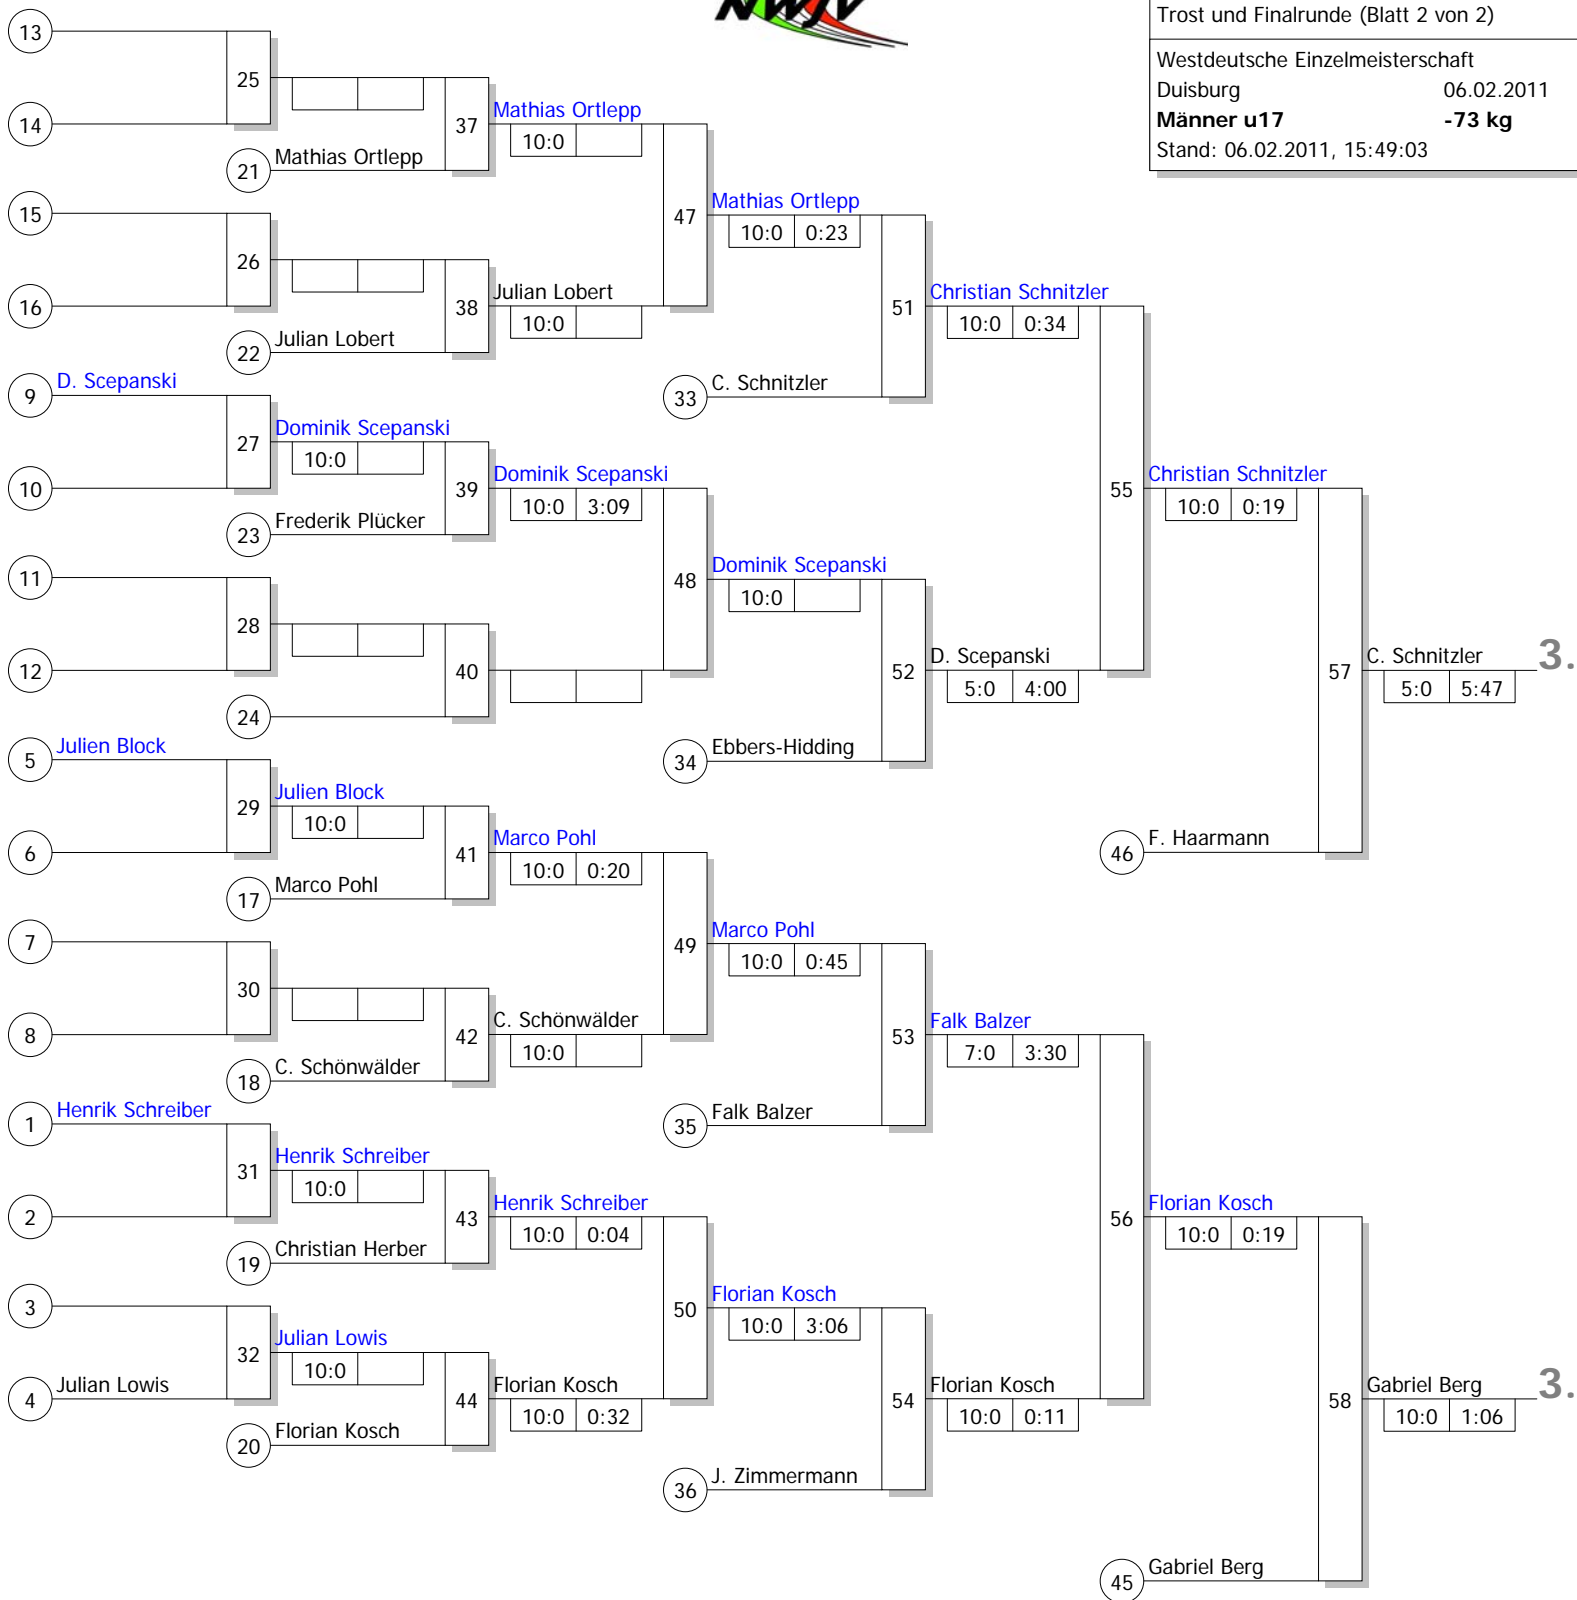 NWJV
Trost und Finalrunde (Blatt 2 von 2)
Westdeutsche Einzelmeisterschaft
Duisburg 06.02.2011
Männer u17 -73 kg
Stand: 06.02.2011, 15:49:03
13
25
14
37
Mathias Ortlepp
10:0
21 Mathias Ortlepp
15
47
Mathias Ortlepp
10:0 0:23
26
16
38
Julian Lobert
10:0
22 Julian Lobert
51
Christian Schnitzler
10:0 0:34
9 D. Scepanski
33 C. Schnitzler
27
Dominik Scepanski
10:0
10
39
Dominik Scepanski
10:0 3:09
55
Christian Schnitzler
10:0 0:19
23 Frederik Plücker
11
48
Dominik Scepanski
10:0
28
12
40
52
D. Scepanski
5:0 4:00
57
C. Schnitzler
5:0 5:47
3.
24
5 Julien Block
34 Ebbers-Hidding
29
Julien Block
10:0
6
41
Marco Pohl
10:0 0:20
46 F. Haarmann
17 Marco Pohl
7
49
Marco Pohl
10:0 0:45
30
8
42
C. Schönwälder
10:0
53
Falk Balzer
7:0 3:30
18 C. Schönwälder
1 Henrik Schreiber
35 Falk Balzer
31
Henrik Schreiber
10:0
2
43
Henrik Schreiber
10:0 0:04
56
Florian Kosch
10:0 0:19
19 Christian Herber
3
50
Florian Kosch
10:0 3:06
32
Julian Lowis
10:0
4 Julian Lowis
44
Florian Kosch
10:0 0:32
54
Florian Kosch
10:0 0:11
58
Gabriel Berg
10:0 1:06
3.
20 Florian Kosch
36 J. Zimmermann
45 Gabriel Berg